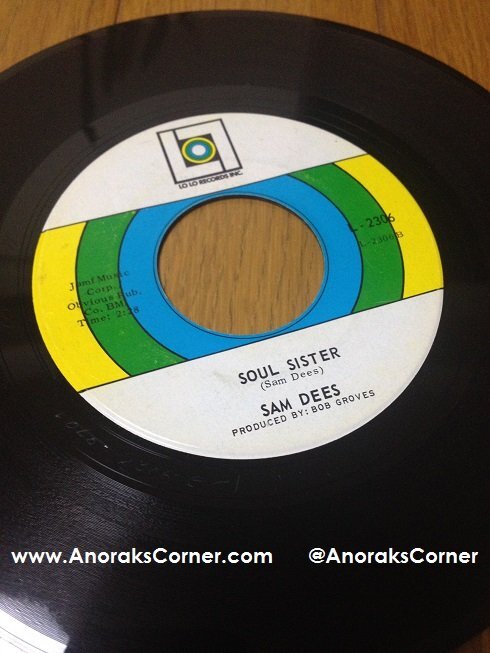 LO LO RECORDS INC.
L-2306
L-2306B
Jamf Music
Corp.
Obvious Pub.
Co. BMI
Time: 2:28
SOUL SISTER
(Sam Dees)
SAM DEES
PRODUCED BY: BOB GROVES
www.AnoraksCorner.com @AnoraksCorner